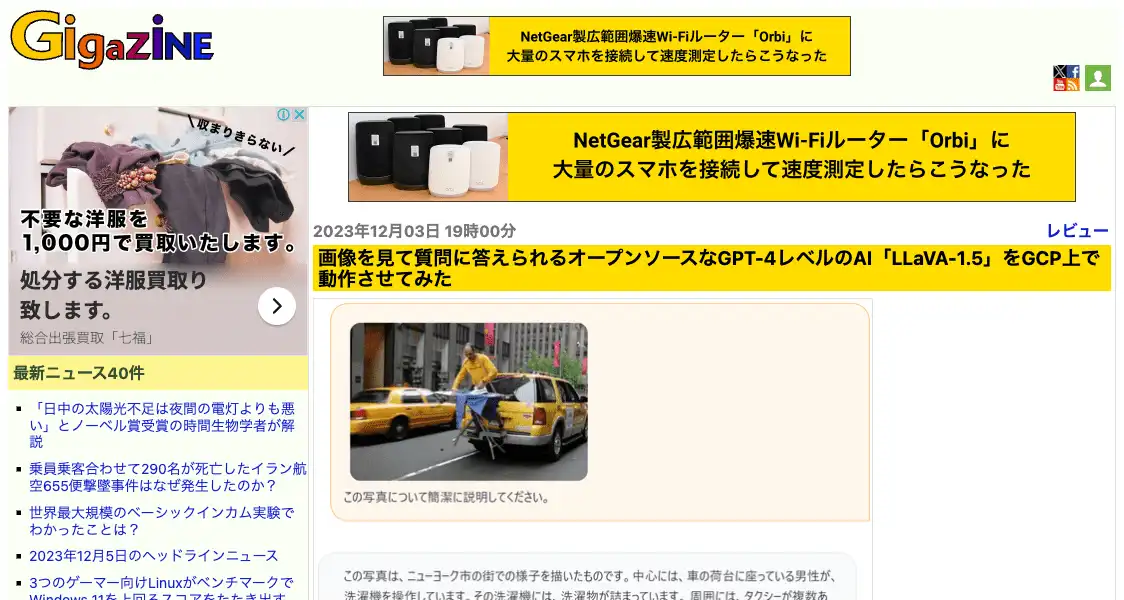 GigaZiNE
NetGear製広範囲爆速Wi-Fiルーター「Orbi」に
大量のスマホを接続して速度測定したらこうなった
収まりきらない
不要な洋服を
1,000円で買取いたします。
処分する洋服買取り
致します。
総合出張買取「七福」
最新ニュース40件
「日中の太陽光不足は夜間の電灯よりも悪
い」とノーベル賞受賞の時間生物学者が解
説
乗員乗客合わせて290名が死亡したイラン航
空655便撃墜事件はなぜ発生したのか？
世界最大規模のベーシックインカム実験で
わかったことは？
2023年12月5日のヘッドラインニュース
3つのゲーマー向けLinuxがベンチマークで
Windows 11を上回るスコアをたたき出す
NetGear製広範囲爆速Wi-Fiルーター「Orbi」に
大量のスマホを接続して速度測定したらこうなった
2023年12月03日 19時00分
レビュー
画像を見て質問に答えられるオープンソースなGPT-4レベルのAI「LLaVA-1.5」をGCP上で
動作させてみた
この写真について簡潔に説明してください。
この写真は、ニューヨーク市の街での様子を描いたものです。中心には、車の荷台に座っている男性が、
洗濯機を操作しています。その洗濯機には、洗濯物が詰まっています。周囲には、タクシーが複数あ